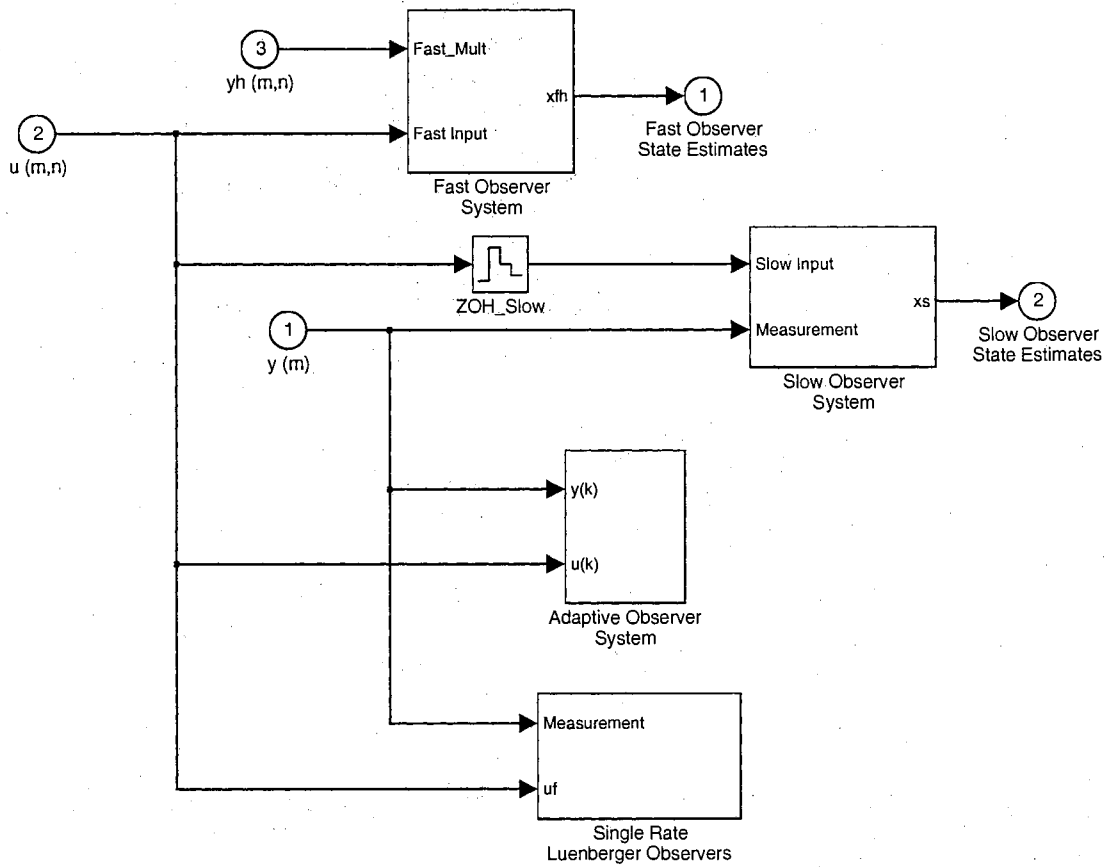 3
yh (m,n)
Fast_Mult
xfh
1
Fast Observer
State Estimates
2
u (m,n)
Fast Input
Fast Observer
System
ZOH_Slow
Slow Input
xs
2
Slow Observer
State Estimates
1
y (m)
Measurement
Slow Observer
System
y(k)
u(k)
Adaptive Observer
System
Measurement
uf
Single Rate
Luenberger Observers